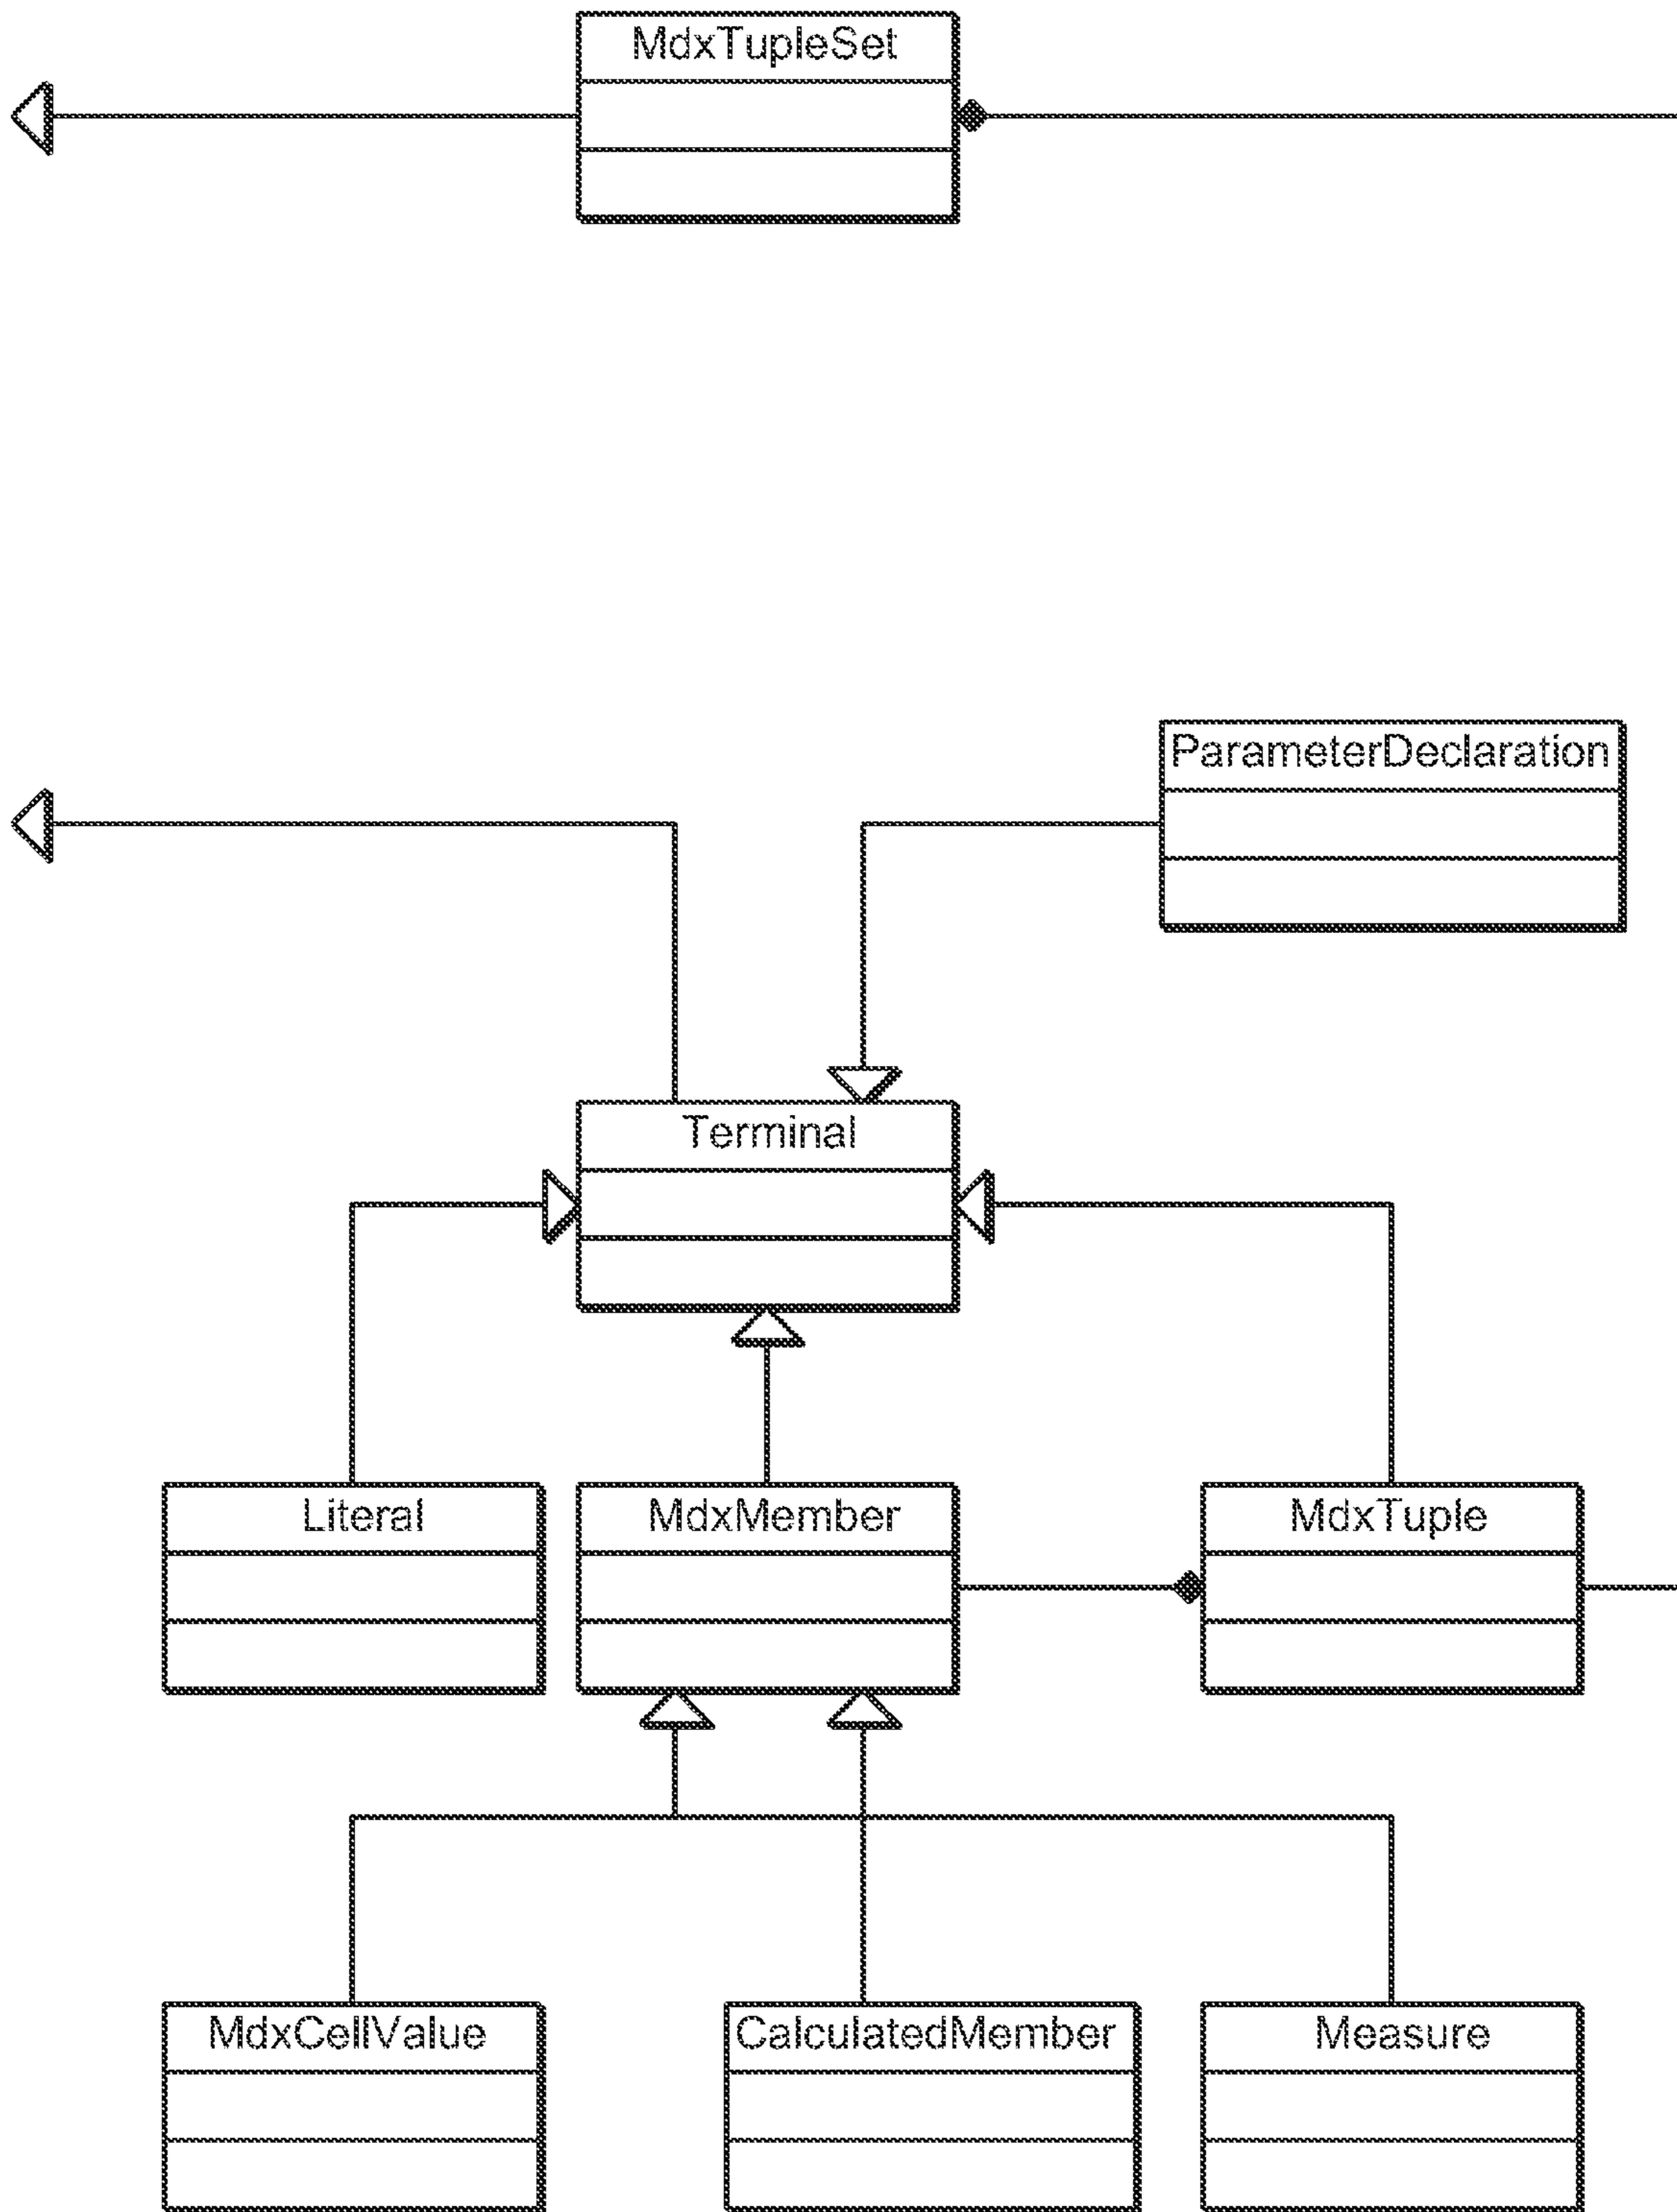 MdxTupleSet
ParameterDeclaration
Terminal
Literal
MdxMember
MdxTuple
MdxCellValue
CalculatedMember
Measure